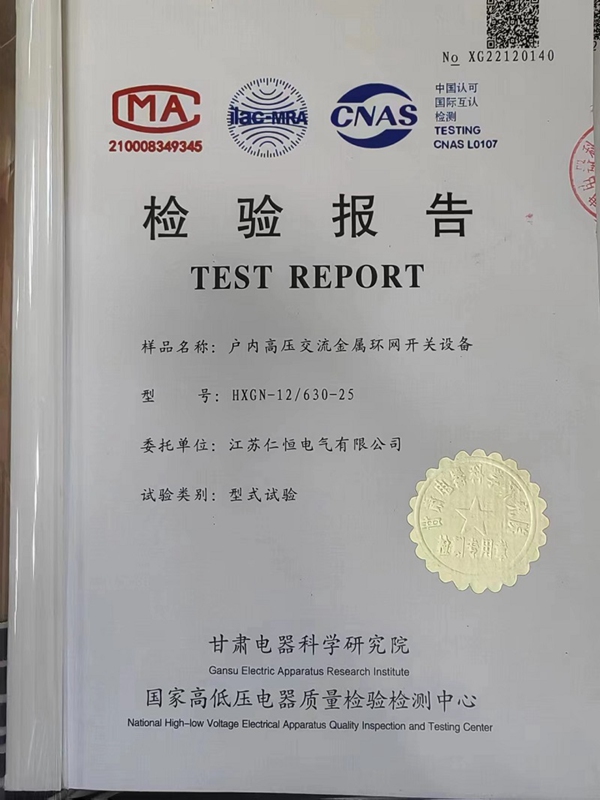 No XG22120140
MA
210008349345
ilac-MRA
CNAS
中国认可
国际互认
检测
TESTING
CNAS L0107
检验报告
TEST REPORT
样品名称：户内高压交流金属环网开关设备
型号：HXGN-12/630-25
委托单位：江苏仁恒电气有限公司
试验类别：型式试验
甘肃电器科学研究院
Gansu Electric Apparatus Research Institute
国家高低压电器质量检验检测中心
National High-low Voltage Electrical Apparatus Quality Inspection and Testing Center